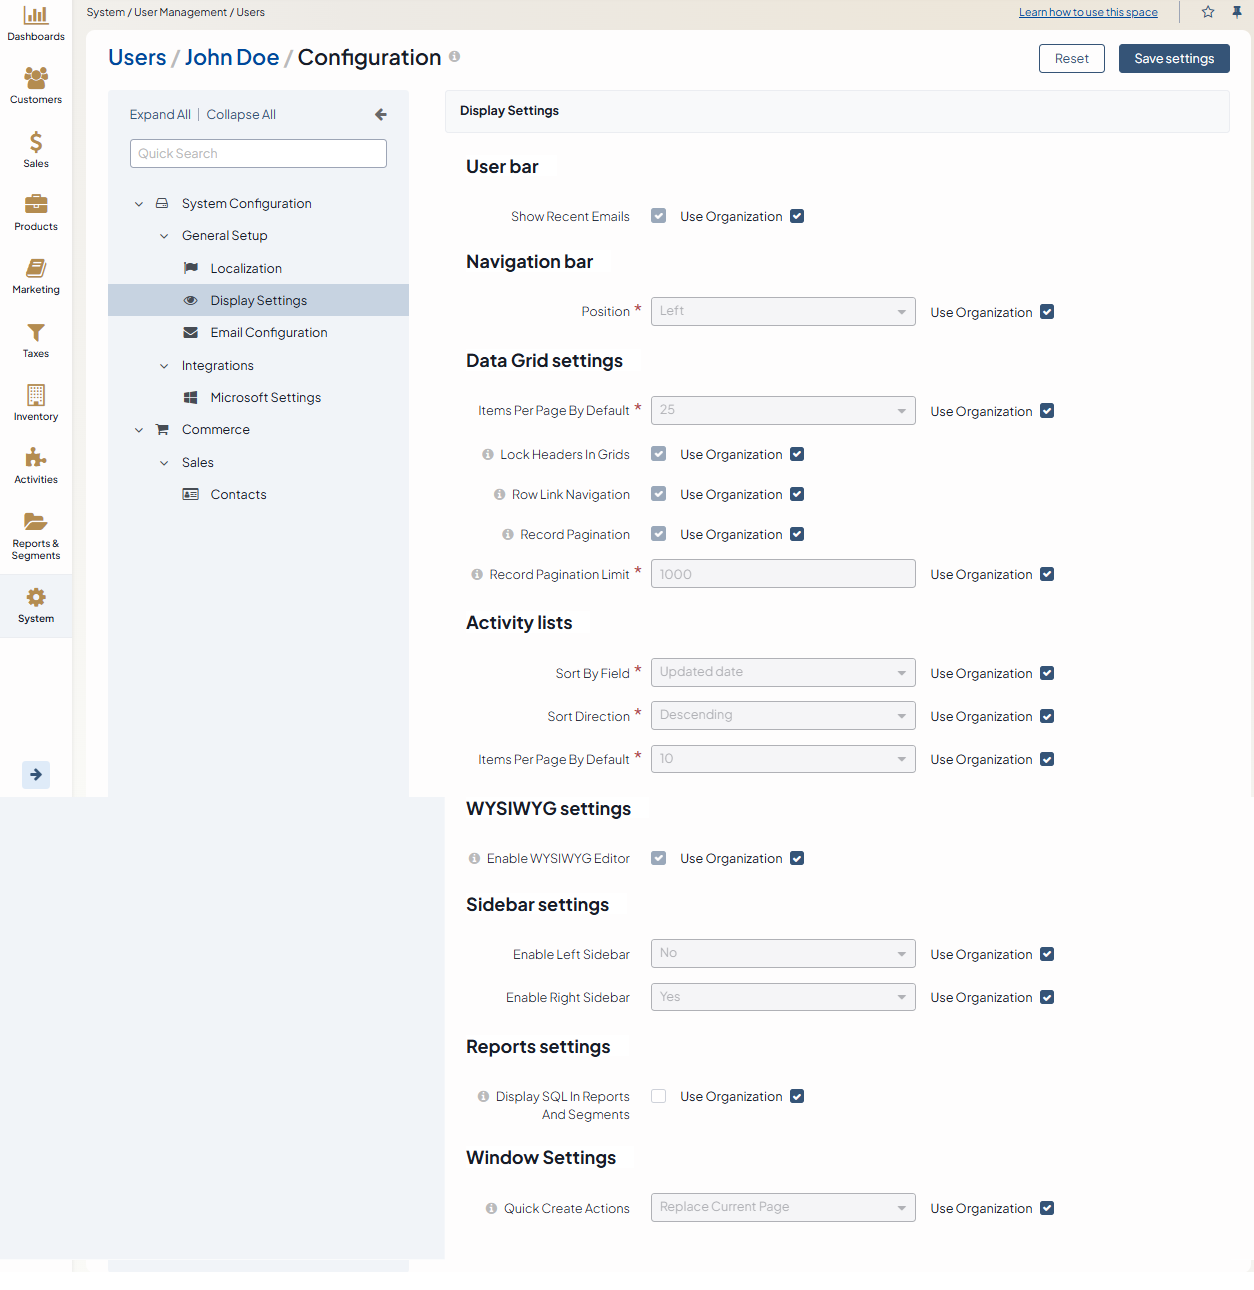 System / User Management / Users
Learn how to use this space
Dashboards
Customers
Sales
Products
Marketing
Taxes
Inventory
Activities
Reports &
Segments
System
Users / John Doe / Configuration
Reset
Save settings
Expand All | Collapse All
Quick Search
System Configuration
General Setup
Localization
Display Settings
Email Configuration
Integrations
Microsoft Settings
Commerce
Sales
Contacts
Display Settings
User bar
Show Recent Emails Use Organization
Navigation bar
Position * Left Use Organization
Data Grid settings
Items Per Page By Default * 25 Use Organization
Lock Headers In Grids Use Organization
Row Link Navigation Use Organization
Record Pagination Use Organization
Record Pagination Limit * 1000 Use Organization
Activity lists
Sort By Field * Updated date Use Organization
Sort Direction * Descending Use Organization
Items Per Page By Default * 10 Use Organization
WYSIWYG settings
Enable WYSIWYG Editor Use Organization
Sidebar settings
Enable Left Sidebar No Use Organization
Enable Right Sidebar Yes Use Organization
Reports settings
Display SQL In Reports Use Organization
And Segments
Window Settings
Quick Create Actions Replace Current Page Use Organization